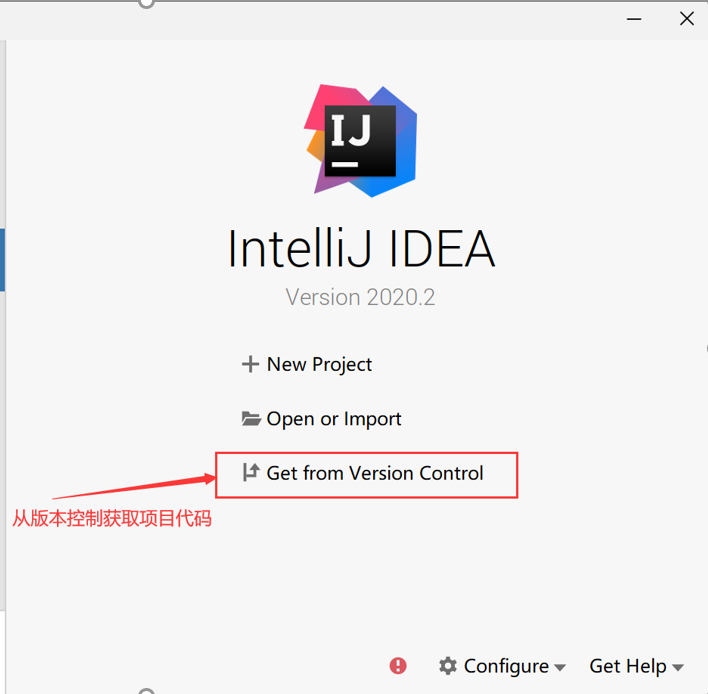 IJ
IntelliJ IDEA
Version 2020.2
New Project
Open or Import
Get from Version Control
从版本控制获取项目代码
Configure
Get Help